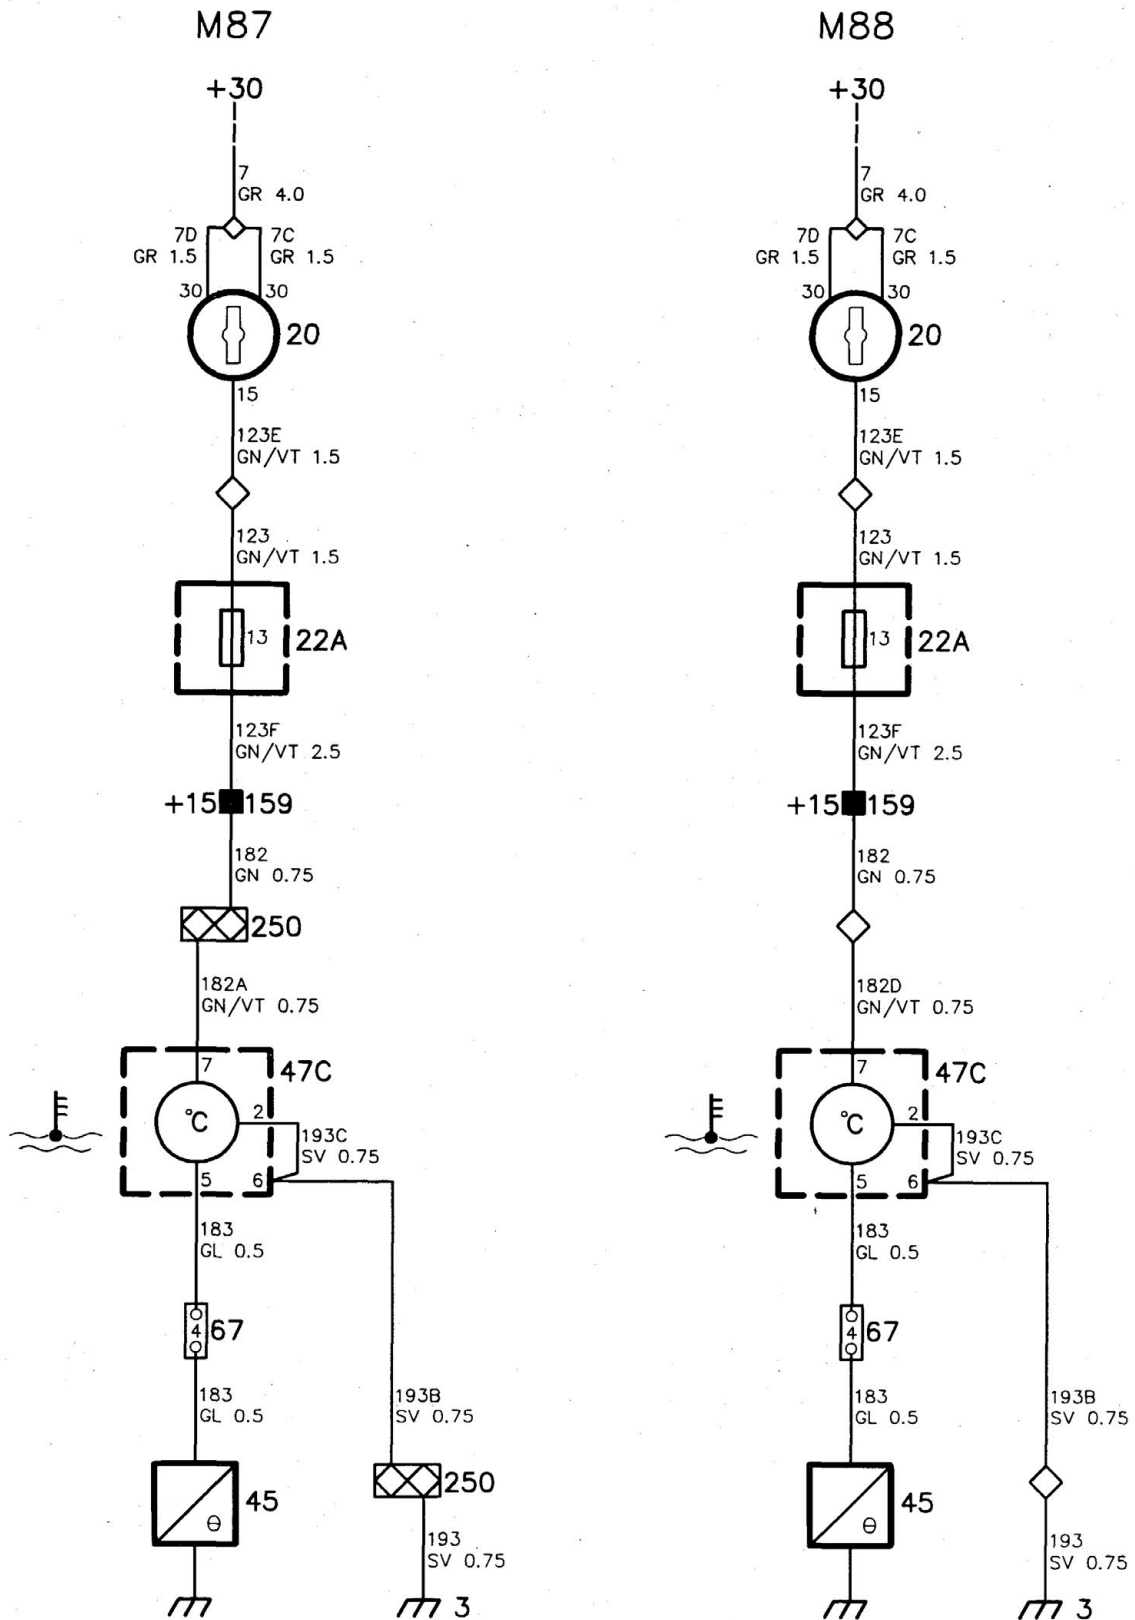 M87
+30
7
GR 4.0
7D
GR 1.5
7C
GR 1.5
30
30
20
15
123E
GN/VT 1.5
123
GN/VT 1.5
13
22A
123F
GN/VT 2.5
+15 159
182
GN 0.75
250
182A
GN/VT 0.75
7
47C
°C
2
193C
SV 0.75
5
6
183
GL 0.5
4
67
183
GL 0.5
193B
SV 0.75
45
θ
250
193
SV 0.75
3
M88
+30
7
GR 4.0
7D
GR 1.5
7C
GR 1.5
30
30
20
15
123E
GN/VT 1.5
123
GN/VT 1.5
13
22A
123F
GN/VT 2.5
+15 159
182
GN 0.75
182D
GN/VT 0.75
7
47C
°C
2
193C
SV 0.75
5
6
183
GL 0.5
4
67
183
GL 0.5
193B
SV 0.75
45
θ
193
SV 0.75
3